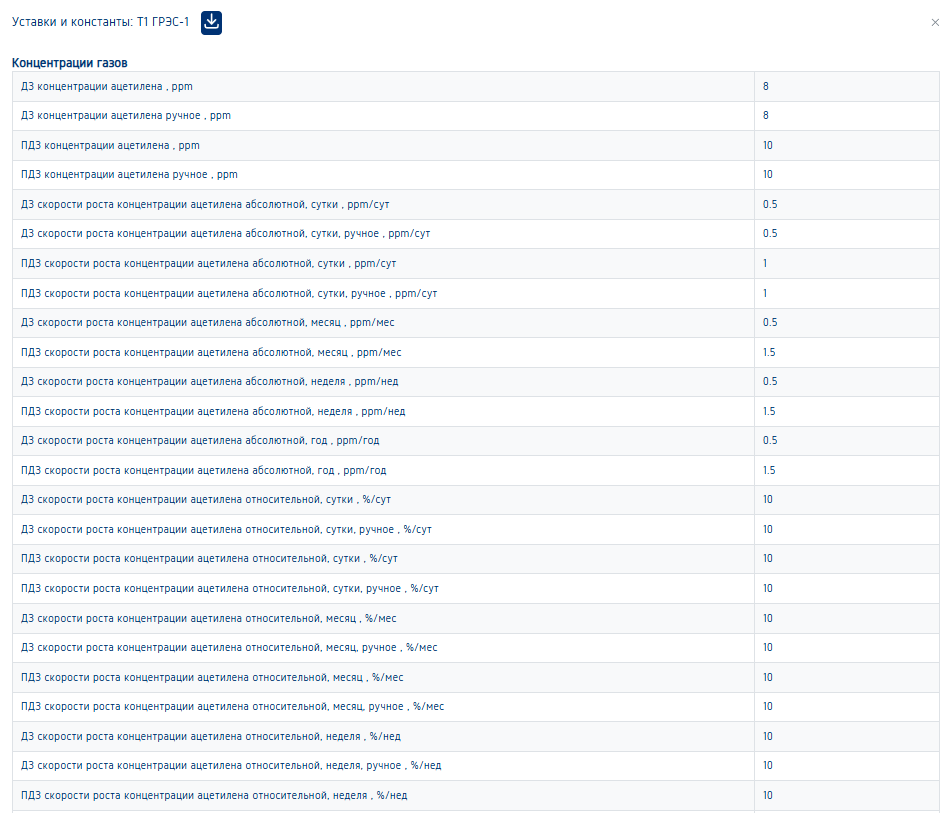 Уставки и константы: Т1 ГРЭС-1
Концентрации газов
ДЗ концентрации ацетилена , ppm 8
ДЗ концентрации ацетилена ручное , ppm 8
ПДЗ концентрации ацетилена , ppm 10
ПДЗ концентрации ацетилена ручное , ppm 10
ДЗ скорости роста концентрации ацетилена абсолютной, сутки , ppm/сут 0.5
ДЗ скорости роста концентрации ацетилена абсолютной, сутки, ручное , ppm/сут 0.5
ПДЗ скорости роста концентрации ацетилена абсолютной, сутки , ppm/сут 1
ПДЗ скорости роста концентрации ацетилена абсолютной, сутки, ручное , ppm/сут 1
ДЗ скорости роста концентрации ацетилена абсолютной, месяц , ppm/мес 0.5
ПДЗ скорости роста концентрации ацетилена абсолютной, месяц , ppm/мес 1.5
ДЗ скорости роста концентрации ацетилена абсолютной, неделя , ppm/нед 0.5
ПДЗ скорости роста концентрации ацетилена абсолютной, неделя , ppm/нед 1.5
ДЗ скорости роста концентрации ацетилена абсолютной, год , ppm/год 0.5
ПДЗ скорости роста концентрации ацетилена абсолютной, год , ppm/год 1.5
ДЗ скорости роста концентрации ацетилена относительной, сутки , %/сут 10
ДЗ скорости роста концентрации ацетилена относительной, сутки, ручное , %/сут 10
ПДЗ скорости роста концентрации ацетилена относительной, сутки , %/сут 10
ПДЗ скорости роста концентрации ацетилена относительной, сутки, ручное , %/сут 10
ДЗ скорости роста концентрации ацетилена относительной, месяц , %/мес 10
ДЗ скорости роста концентрации ацетилена относительной, месяц, ручное , %/мес 10
ПДЗ скорости роста концентрации ацетилена относительной, месяц , %/мес 10
ПДЗ скорости роста концентрации ацетилена относительной, месяц, ручное , %/мес 10
ДЗ скорости роста концентрации ацетилена относительной, неделя , %/нед 10
ДЗ скорости роста концентрации ацетилена относительной, неделя, ручное , %/нед 10
ПДЗ скорости роста концентрации ацетилена относительной, неделя , %/нед 10